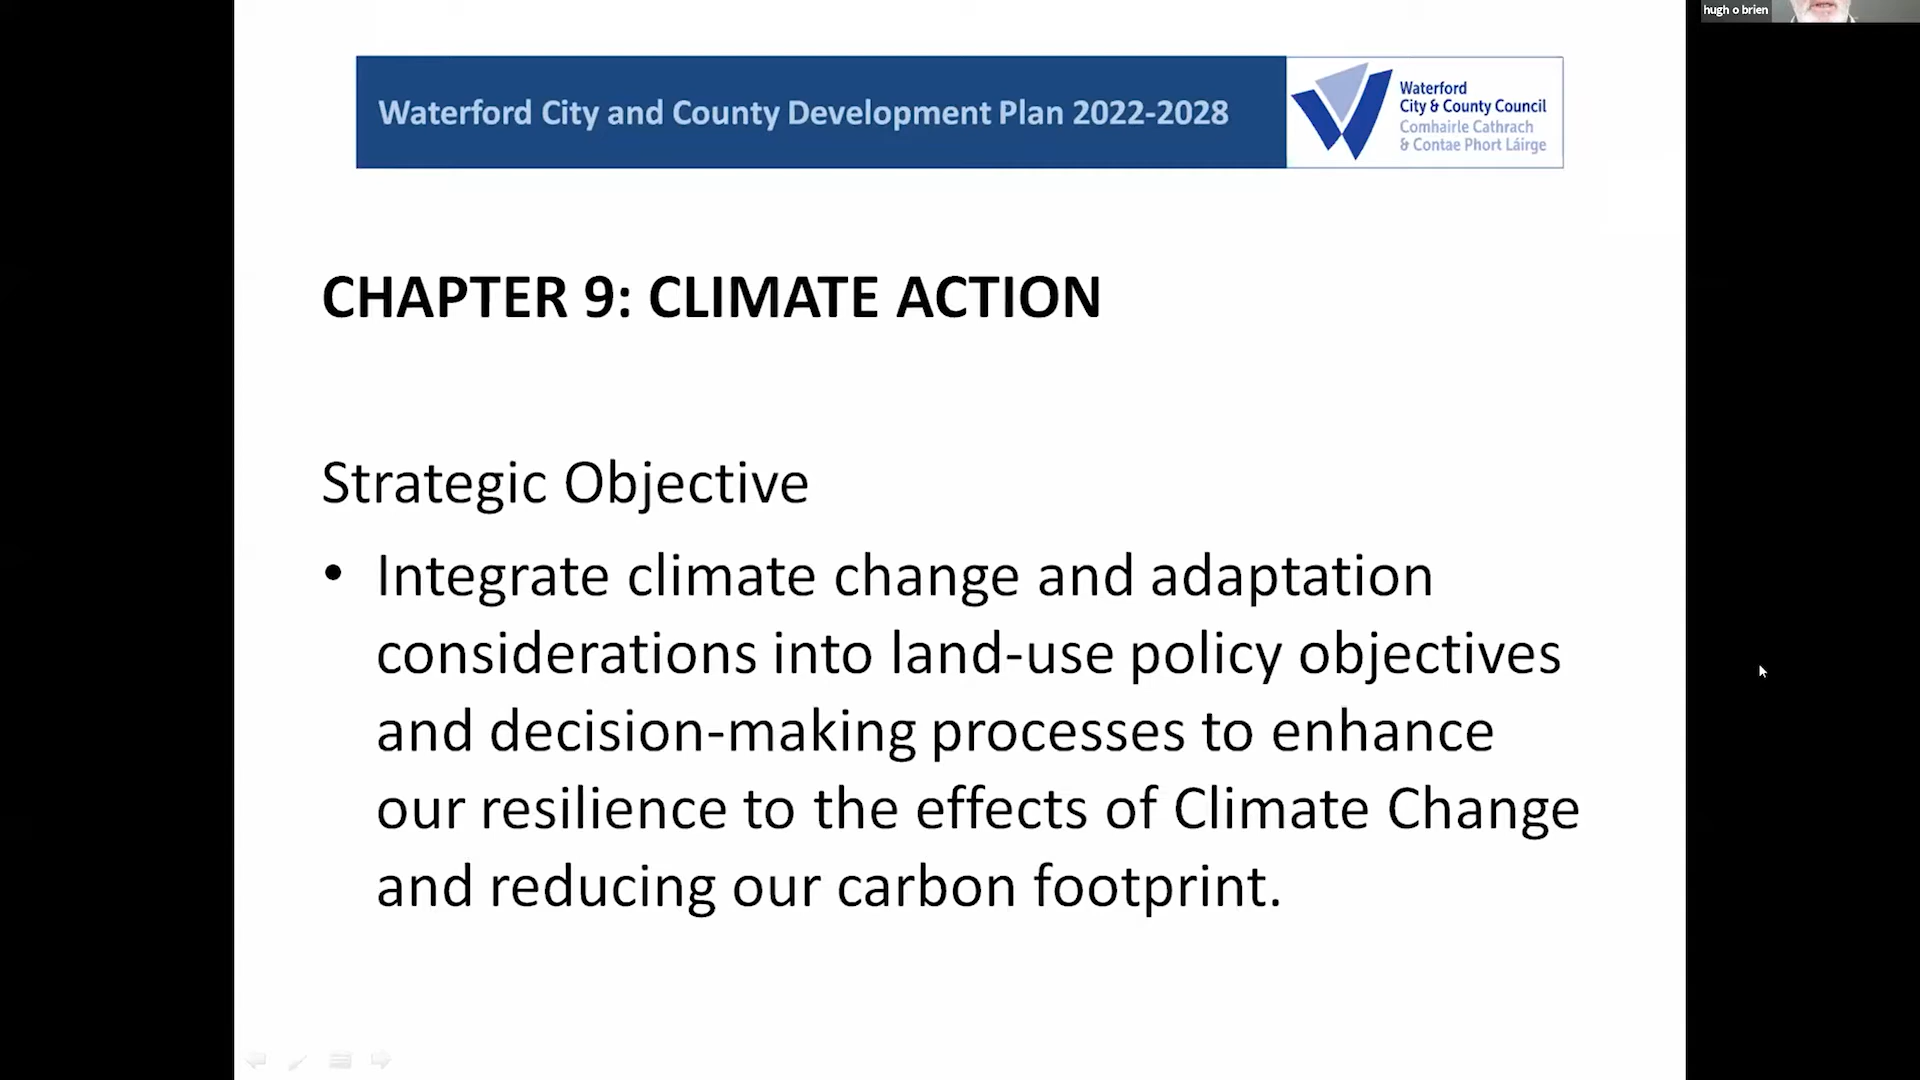 hugh o brien
Waterford City and County Development Plan 2022-2028
Waterford
City & County Council
Comhairle Cathrach
& Contae Phort Láirge
CHAPTER 9: CLIMATE ACTION
Strategic Objective
• Integrate climate change and adaptation
considerations into land-use policy objectives
and decision-making processes to enhance
our resilience to the effects of Climate Change
and reducing our carbon footprint.